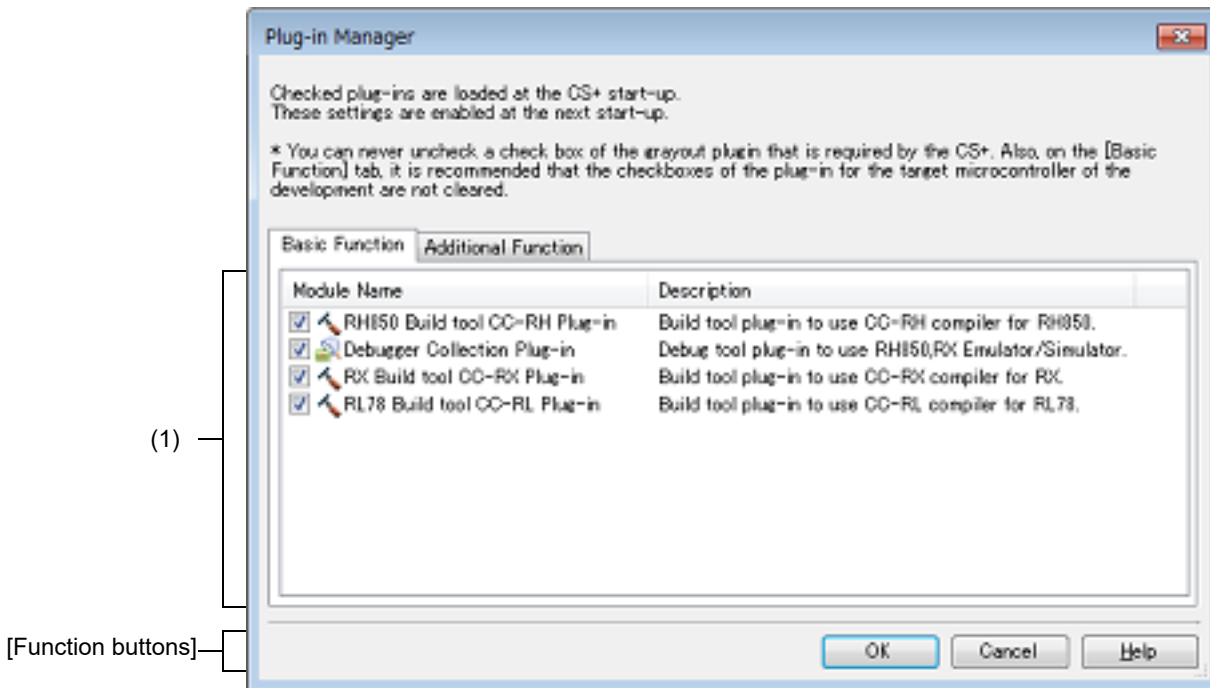 Plug-in Manager
Checked plug-ins are loaded at the CS+ start-up.
These settings are enabled at the next start-up.
* You can never uncheck a check box of the grayout plugin that is required by the CS+. Also, on the [Basic
Function] tab, it is recommended that the checkboxes of the plug-in for the target microcontroller of the
development are not cleared.
Basic Function Additional Function
Module Name Description
RH850 Build tool CC-RH Plug-in Build tool plug-in to use CC-RH compiler for RH850.
Debugger Collection Plug-in Debug tool plug-in to use RH850,RX Emulator/Simulator.
RX Build tool CC-RX Plug-in Build tool plug-in to use CC-RX compiler for RX.
RL78 Build tool CC-RL Plug-in Build tool plug-in to use CC-RL compiler for RL78.
(1)
[Function buttons]
OK Cancel Help